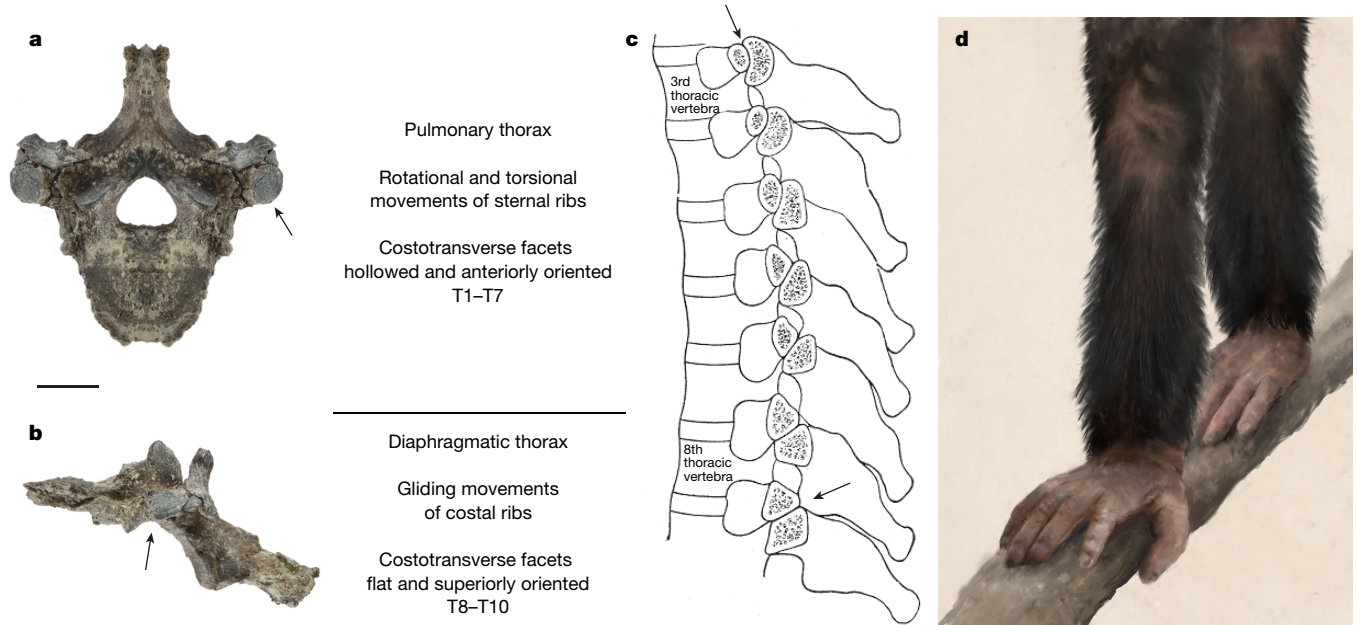 a
Pulmonary thorax
Rotational and torsional
movements of sternal ribs
Costotransverse facets
hollowed and anteriorly oriented
T1–T7
b
Diaphragmatic thorax
Gliding movements
of costal ribs
Costotransverse facets
flat and superiorly oriented
T8–T10
c
3rd
thoracic
vertebra
8th
thoracic
vertebra
d